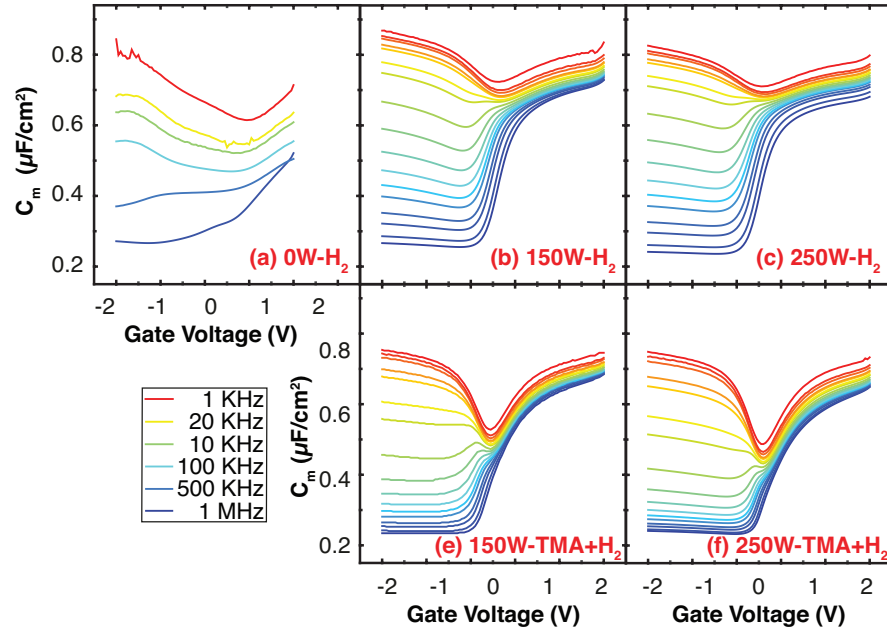 0.8
0.6
0.4
0.2
C_m (µF/cm²)
(a) 0W-H₂
(b) 150W-H₂
(c) 250W-H₂
-2 -1 0 1 2
Gate Voltage (V)
0.8
0.6
0.4
0.2
C_m (µF/cm²)
1 KHz
20 KHz
10 KHz
100 KHz
500 KHz
1 MHz
(e) 150W-TMA+H₂
(f) 250W-TMA+H₂
-2 -1 0 1 2
-2 -1 0 1 2
Gate Voltage (V)
Gate Voltage (V)